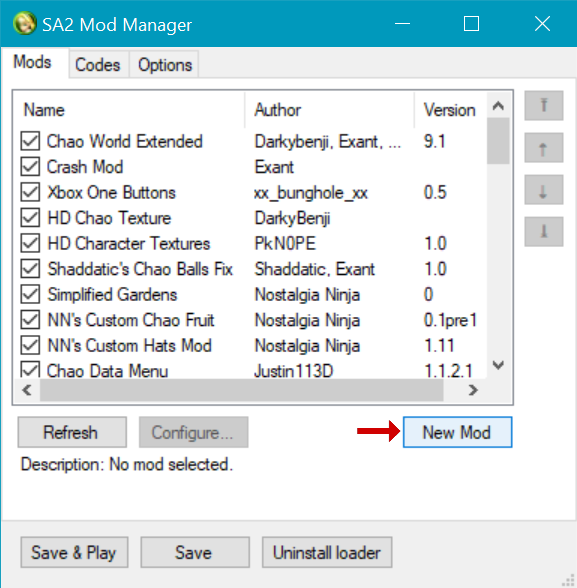 SA2 Mod Manager
Mods Codes Options
Name Author Version
Chao World Extended Darkybenji, Exant, ... 9.1
Crash Mod Exant
Xbox One Buttons xx_bunghole_xx 0.5
HD Chao Texture DarkyBenji
HD Character Textures PkN0PE 1.0
Shaddatic's Chao Balls Fix Shaddatic, Exant 1.0
Simplified Gardens Nostalgia Ninja 0
NN's Custom Chao Fruit Nostalgia Ninja 0.1pre1
NN's Custom Hats Mod Nostalgia Ninja 1.11
Chao Data Menu Justin113D 1.1.2.1
Refresh Configure... New Mod
Description: No mod selected.
Save & Play Save Uninstall loader